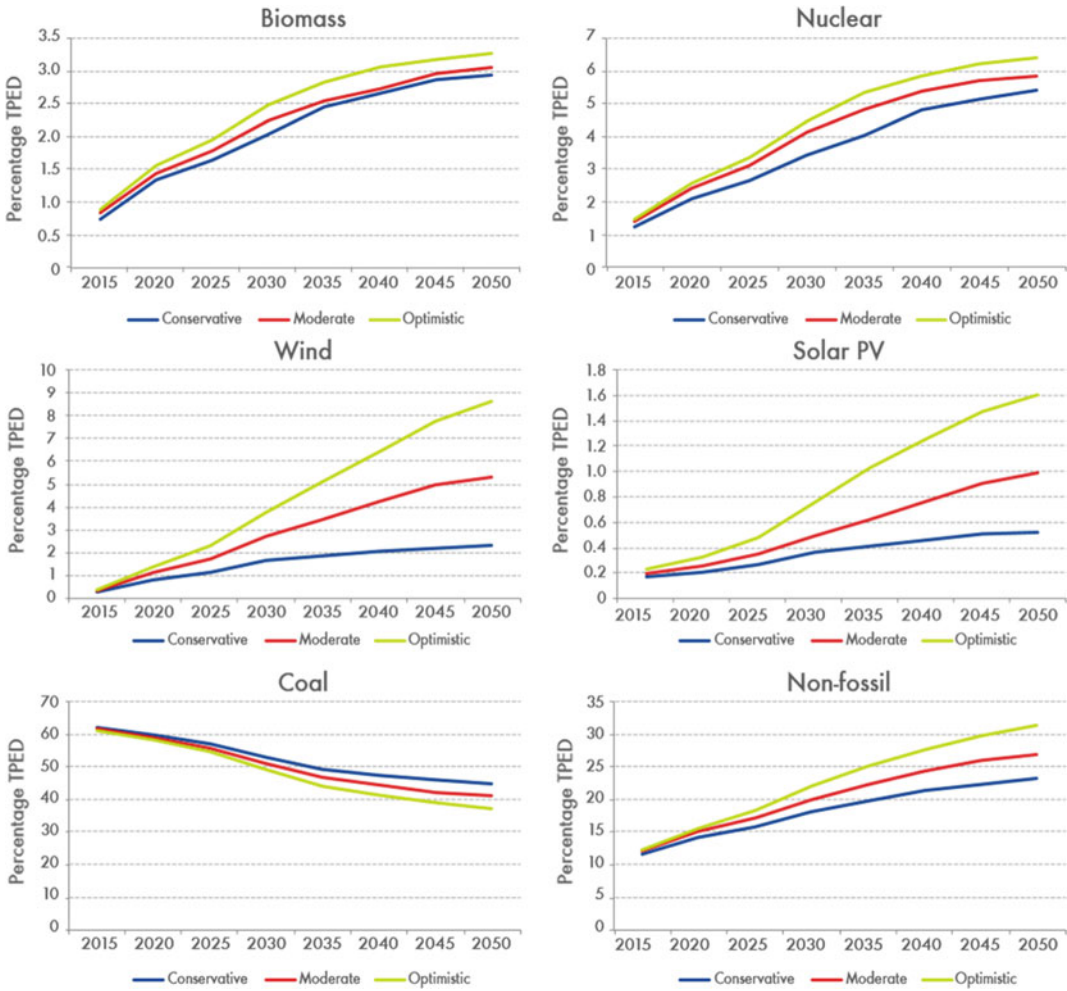 Biomass
Percentage TPED
3.5
3.0
2.5
2.0
1.5
1.0
0.5
0
2015 2020 2025 2030 2035 2040 2045 2050
Conservative Moderate Optimistic
Nuclear
Percentage TPED
7
6
5
4
3
2
1
0
2015 2020 2025 2030 2035 2040 2045 2050
Conservative Moderate Optimistic
Wind
Percentage TPED
10
9
8
7
6
5
4
3
2
1
0
2015 2020 2025 2030 2035 2040 2045 2050
Conservative Moderate Optimistic
Solar PV
Percentage TPED
1.8
1.6
1.4
1.2
1.0
0.8
0.6
0.4
0.2
0
2015 2020 2025 2030 2035 2040 2045 2050
Conservative Moderate Optimistic
Coal
Percentage TPED
70
60
50
40
30
20
10
0
2015 2020 2025 2030 2035 2040 2045 2050
Conservative Moderate Optimistic
Non-fossil
Percentage TPED
35
30
25
20
15
10
5
0
2015 2020 2025 2030 2035 2040 2045 2050
Conservative Moderate Optimistic